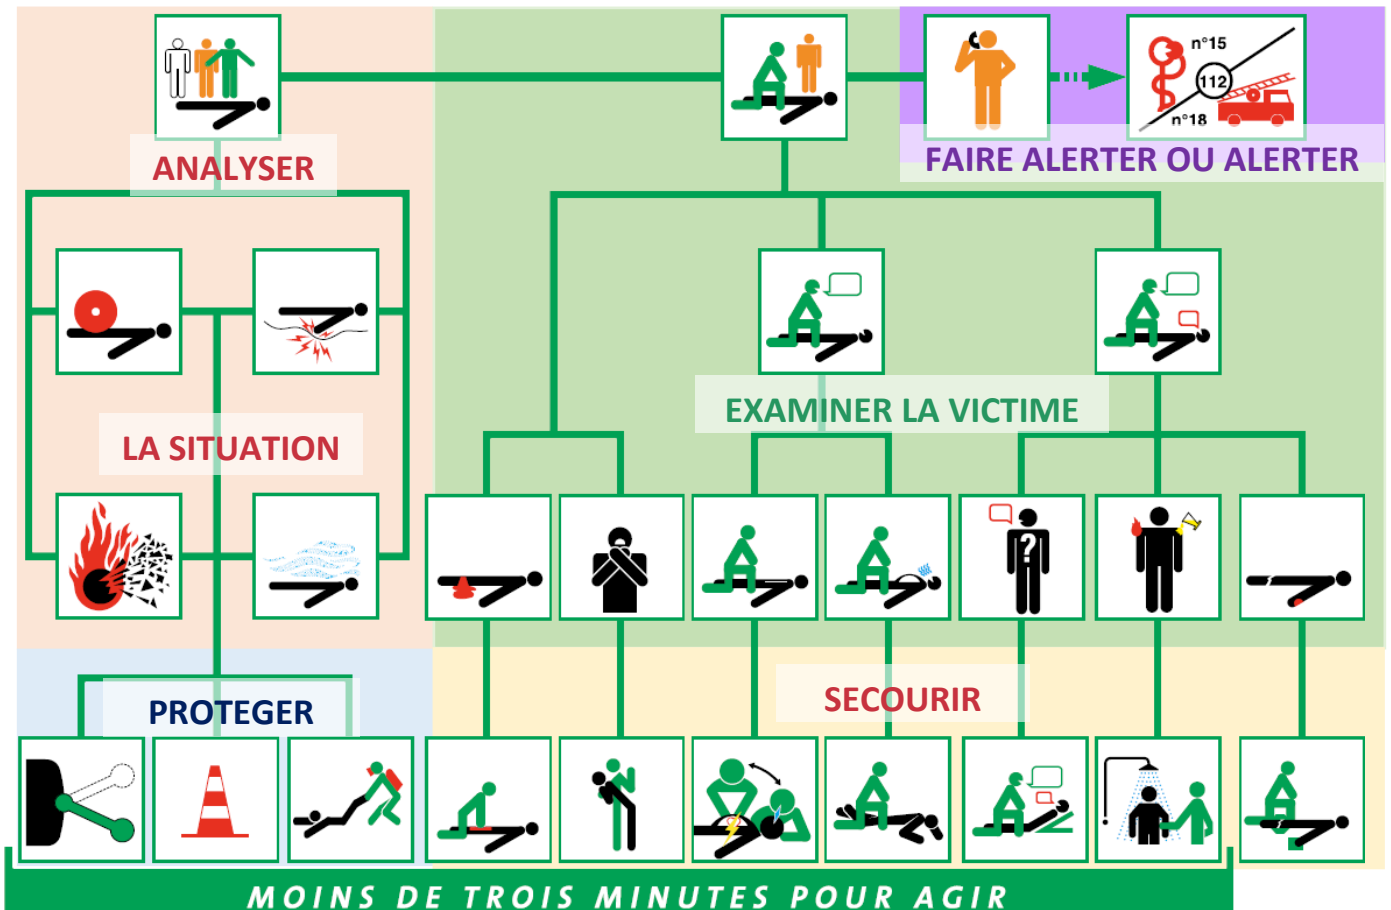 n°15
112
n°18
ANALYSER
FAIRE ALERTER OU ALERTER
EXAMINER LA VICTIME
LA SITUATION
?
PROTEGER
SECOURIR
MOINS DE TROIS MINUTES POUR AGIR